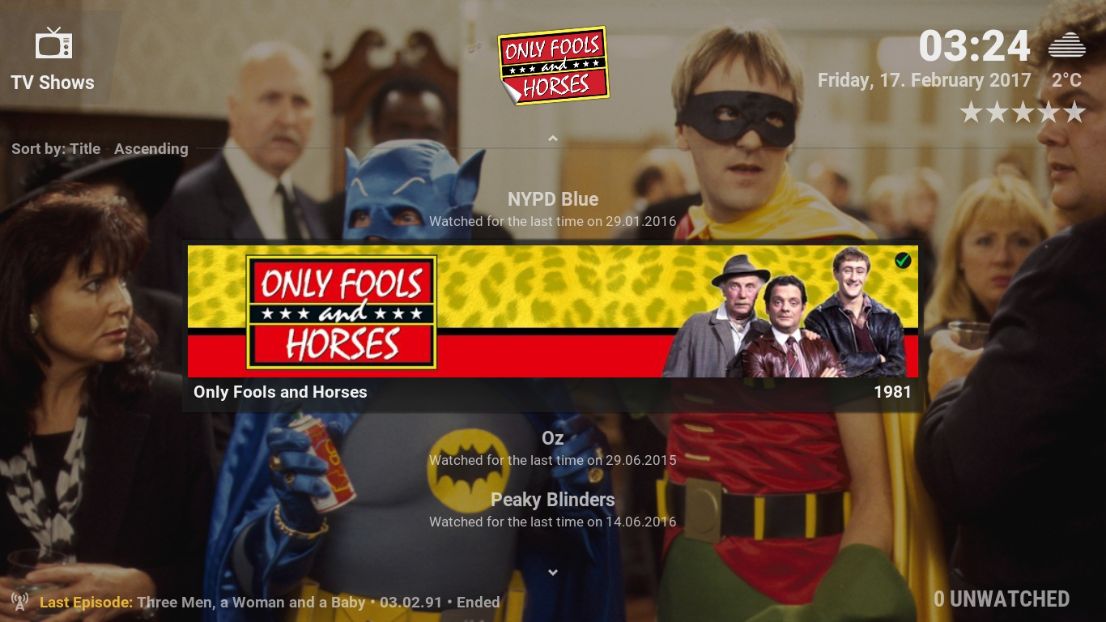 TV Shows
ONLY FOOLS
and
HORSES
03:24
Friday, 17. February 2017 2°C
Sort by: Title · Ascending
NYPD Blue
Watched for the last time on 29.01.2016
ONLY FOOLS
★★★ and ★★★
HORSES
Only Fools and Horses
1981
Oz
Watched for the last time on 29.06.2015
Peaky Blinders
Watched for the last time on 14.06.2016
Last Episode: Three Men, a Woman and a Baby • 03.02.91 • Ended
0 UNWATCHED